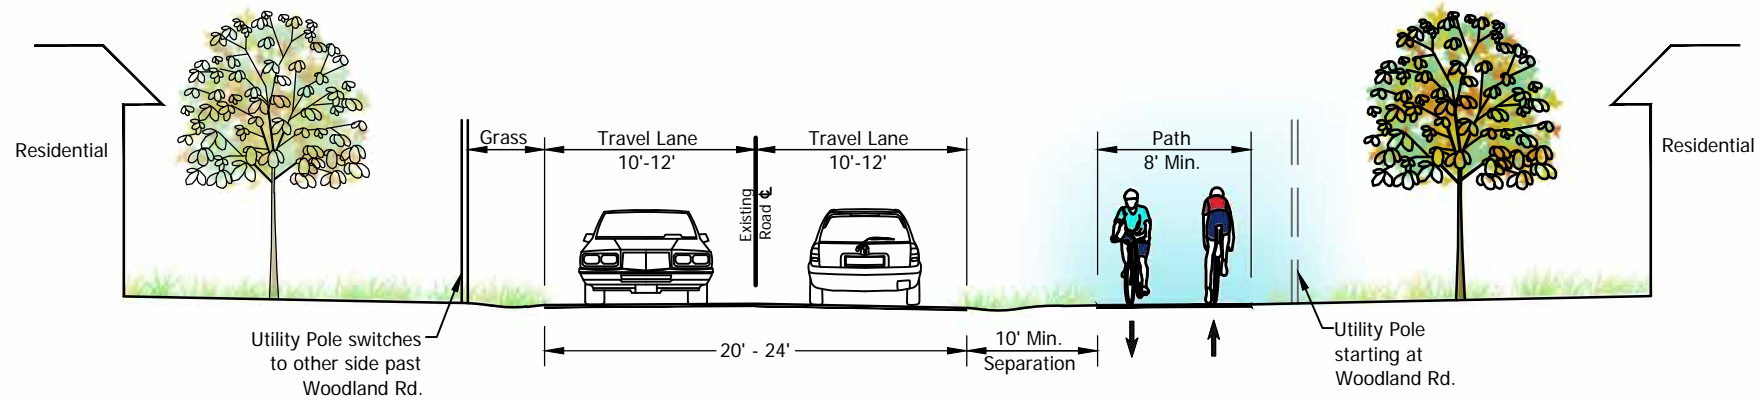 Residential
Grass
Travel Lane
10'-12'
Existing
Road ℄
Travel Lane
10'-12'
Path
8' Min.
Residential
Utility Pole switches
to other side past
Woodland Rd.
20' - 24'
10' Min.
Separation
Utility Pole
starting at
Woodland Rd.